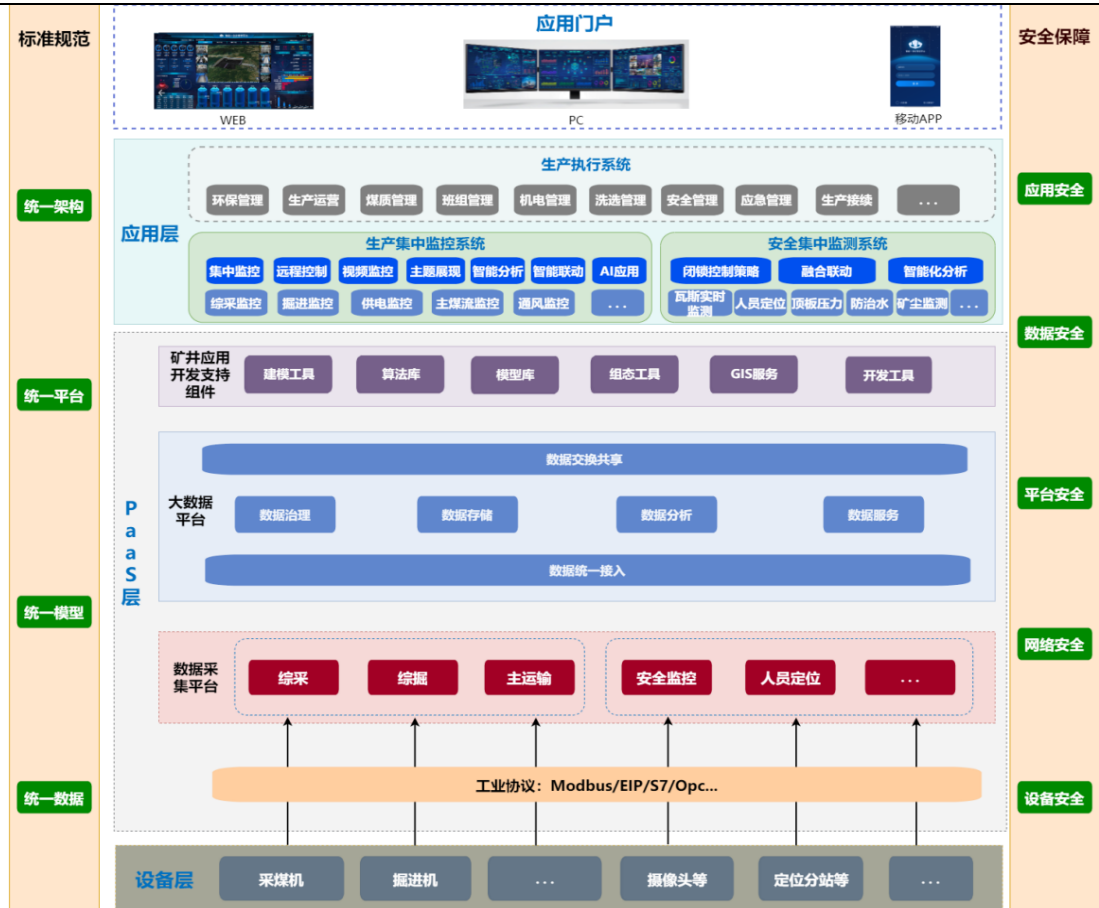 标准规范
应用门户
安全保障
WEB
PC
移动APP
生产执行系统
环保管理
生产运营
煤质管理
班组管理
机电管理
洗选管理
安全管理
应急管理
生产接续
...
统一架构
应用安全
应用层
生产集中监控系统
集中监控
远程控制
视频监控
主题展现
智能分析
智能联动
AI应用
综采监控
掘进监控
供电监控
主煤流监控
通风监控
...
安全集中监测系统
闭锁控制策略
融合联动
智能化分析
瓦斯实时
监测
人员定位
顶板压力
防治水
矿尘监测
...
数据安全
矿井应用
开发支持
组件
建模工具
算法库
模型库
组态工具
GIS服务
开发工具
统一平台
数据交换共享
大数据
平台
数据治理
数据存储
数据分析
数据服务
数据统一接入
平台安全
P
a
a
S
层
统一模型
网络安全
数据采
集平台
综采
综掘
主运输
安全监控
人员定位
...
工业协议：Modbus/EIP/S7/Opc...
统一数据
设备安全
设备层
采煤机
掘进机
...
摄像头等
定位分站等
...